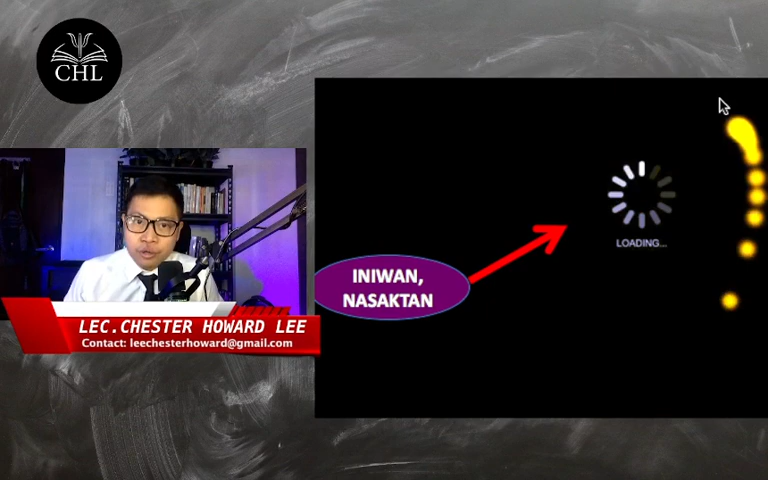 CHL
LOADING...
INIWAN,
NASAKTAN
LEC.CHESTER HOWARD LEE
Contact: leechesterhoward@gmail.com